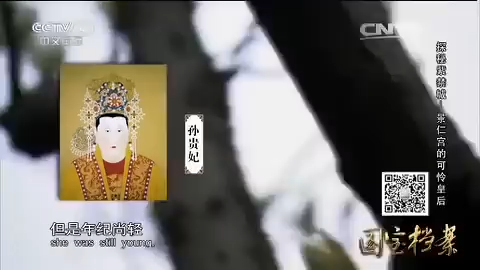 CCTV
中文国际
CNTV
探秘紫禁城—景仁宫的可怜皇后
孙贵妃
但是年纪尚轻
she was still young,
国宝档案